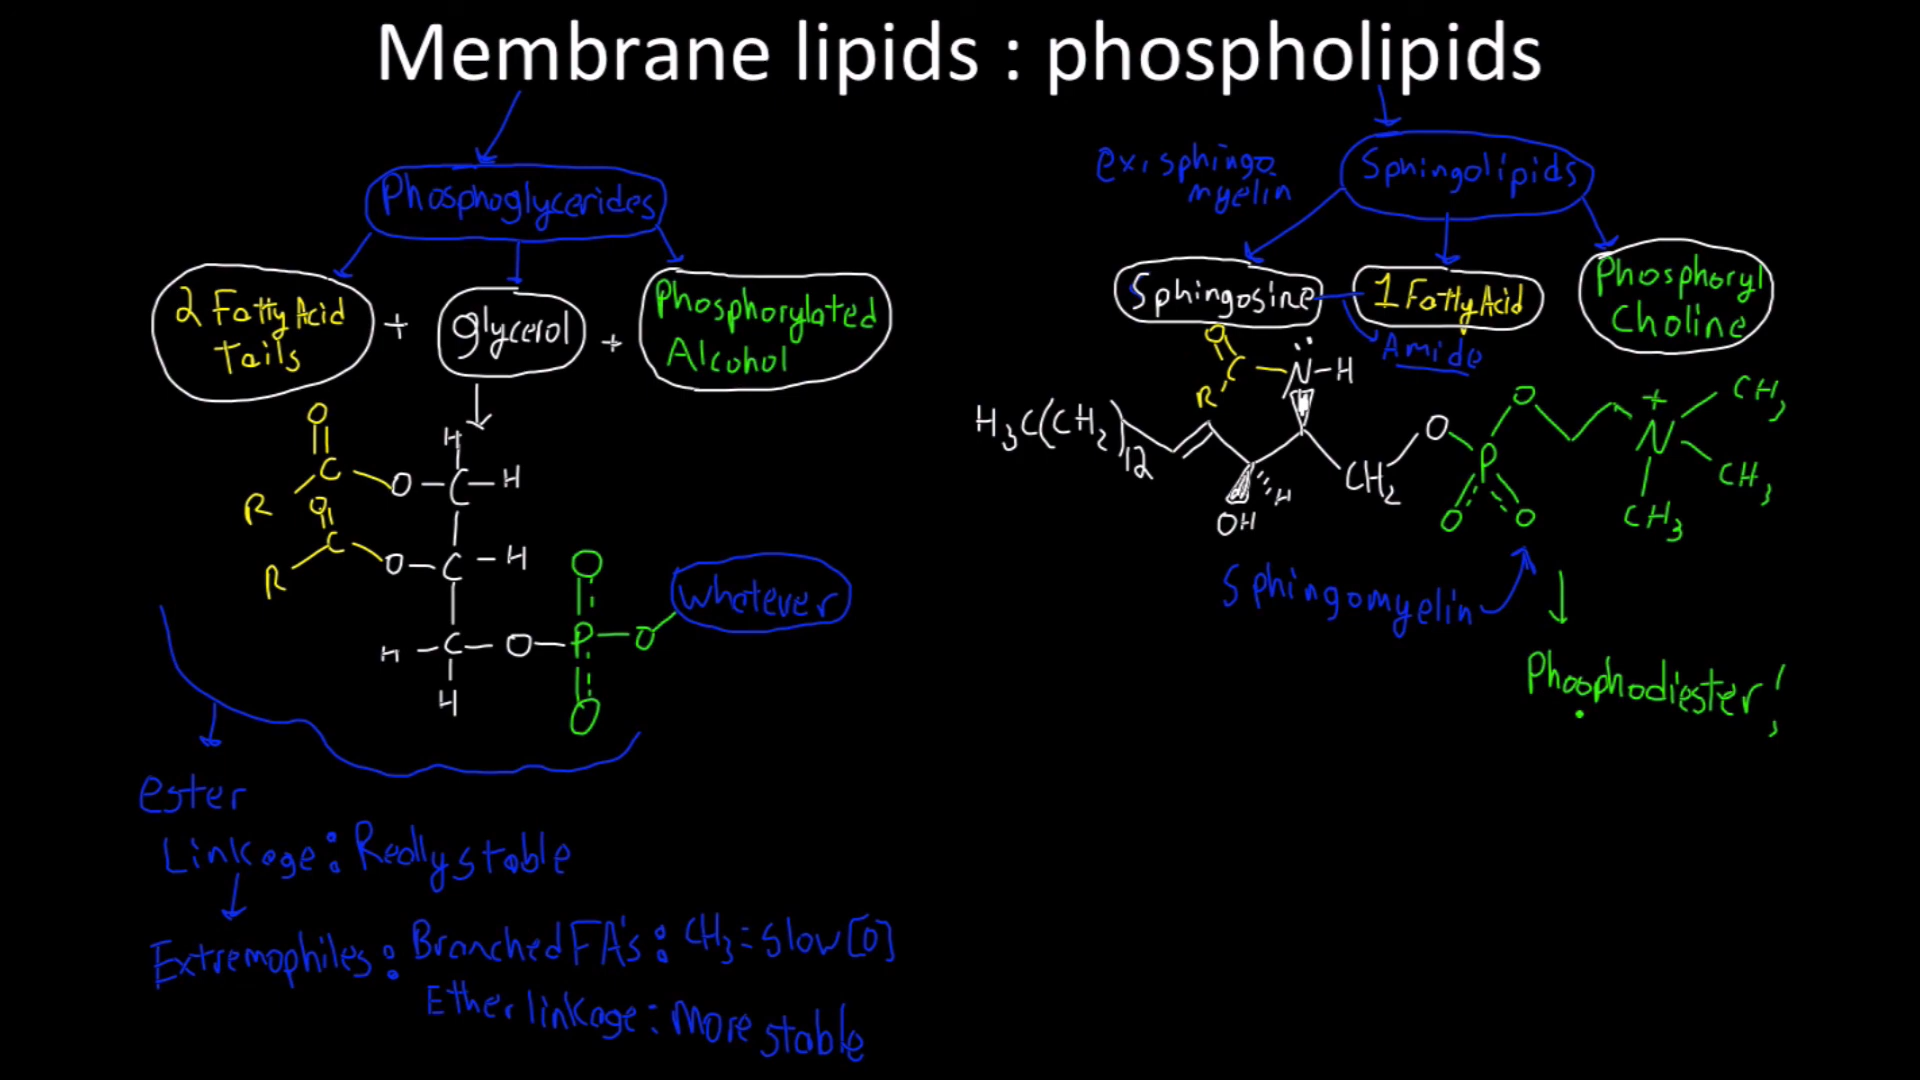 Membrane lipids : phospholipids
Phosphoglycerides
2 Fatty Acid
Tails
+
glycerol
+
Phosphorylated
Alcohol
O
H
R
C
O
C
H
O
R
C
O
C
H
O
H
C
O
P
O
whatever
H
O
ester
Linkage: Really stable
Extremophiles: Branched FA's: CH3 = slow [O]
Ether linkage: more stable
ex. sphingo
myelin
Sphingolipids
Sphingosine
1 Fatty Acid
Phosphoryl
Choline
Amide
O
C
N-H
R
H3C(CH2)12
OH
H
CH2
O
P
O
O
O
N
+
CH3
CH3
CH3
Sphingomyelin
Phosphodiester!